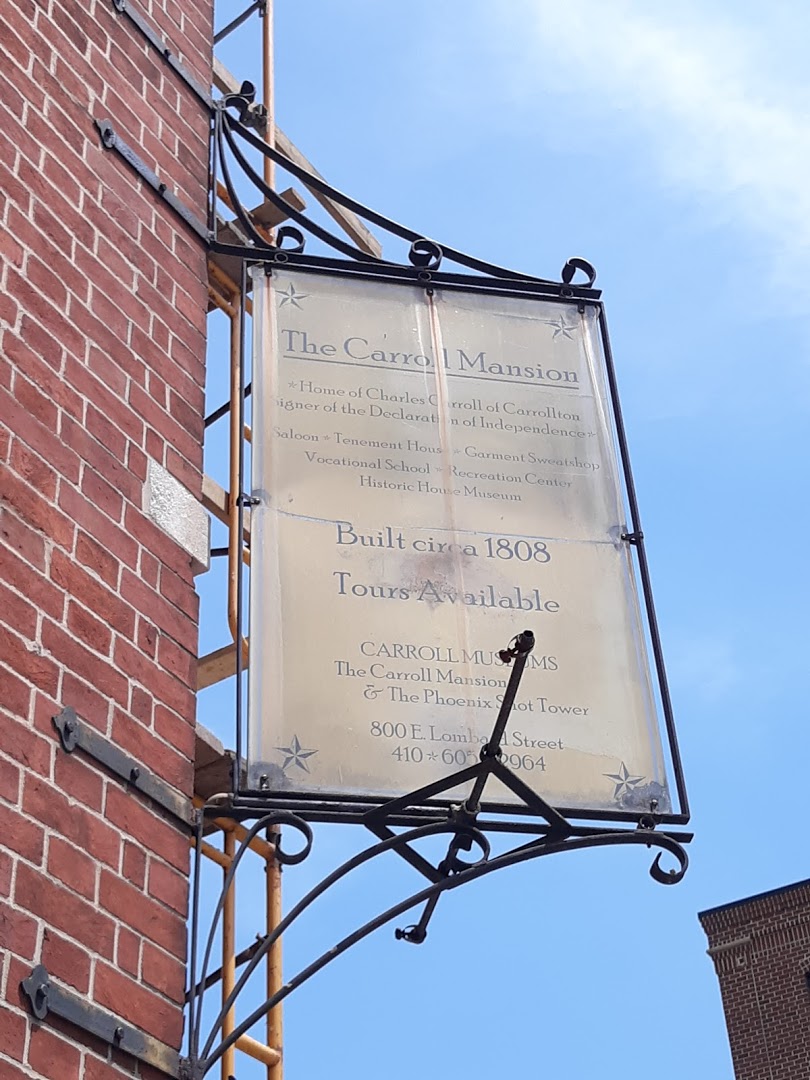 The Carroll Mansion
*Home of Charles Carroll of Carrollton
Signer of the Declaration of Independence*
Saloon * Tenement House * Garment Sweatshop
Vocational School * Recreation Center
Historic House Museum
Built circa 1808
Tours Available
CARROLL MUSEUMS
The Carroll Mansion
& The Phoenix Shot Tower
800 E. Lombard Street